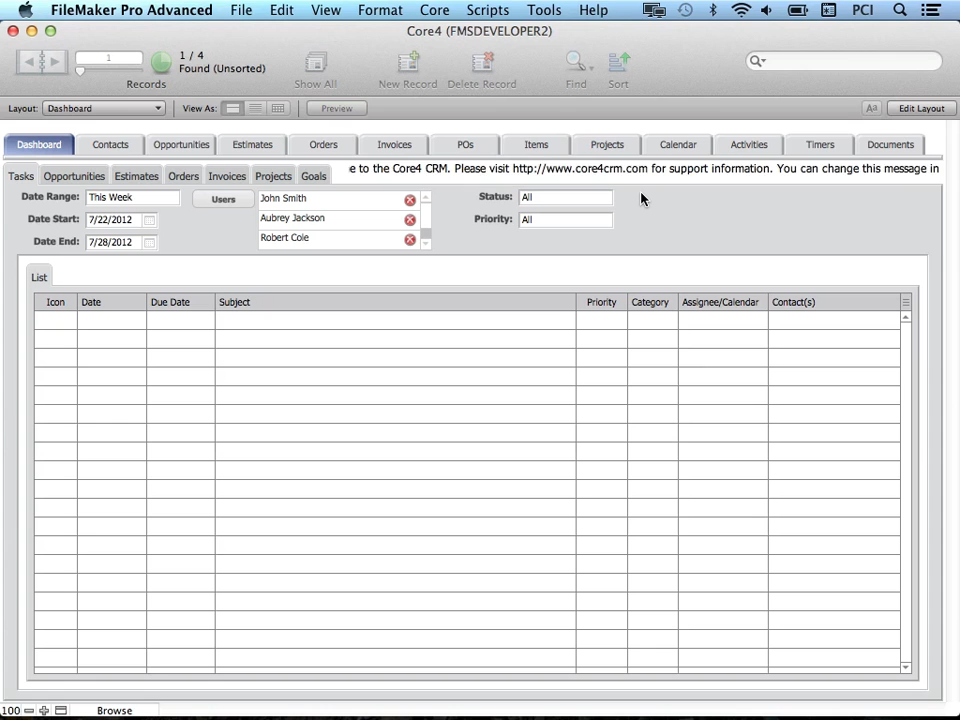 FileMaker Pro Advanced File Edit View Format Core Scripts Tools Help PCI
Core4 (FMSDEVELOPER2)
1
1 / 4
Found (Unsorted)
Records
Show All
New Record
Delete Record
Find
Sort
Layout: Dashboard View As: Preview Aa Edit Layout
Dashboard Contacts Opportunities Estimates Orders Invoices POs Items Projects Calendar Activities Timers Documents
Tasks Opportunities Estimates Orders Invoices Projects Goals
e to the Core4 CRM. Please visit http://www.core4crm.com for support information. You can change this message in
Date Range: This Week
Date Start: 7/22/2012
Date End: 7/28/2012
Users
John Smith
Aubrey Jackson
Robert Cole
Status: All
Priority: All
List
Icon Date Due Date Subject Priority Category Assignee/Calendar Contact(s)
100 Browse